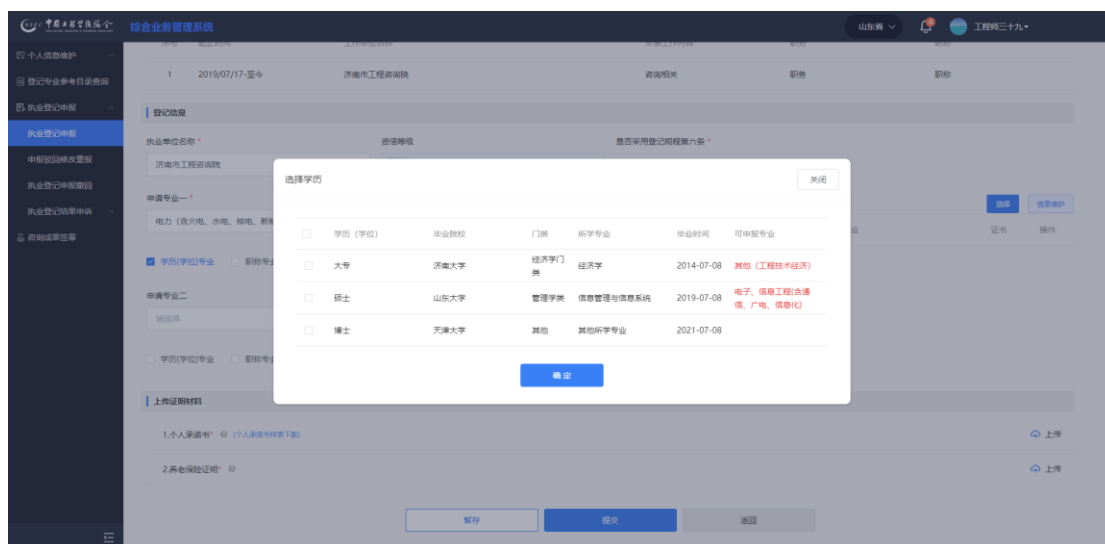 综合业务管理系统
山东省
工程师三十九
个人信息维护
登记专业参考目录查询
执业登记申报
执业登记申报
申报驳回修改重报
执业登记申报撤回
执业登记结果申诉
咨询成果签章
1 2019/07/17-至今 济南市工程咨询院 咨询相关 职务 职称
登记信息
执业单位名称 * 资信等级 是否采用登记规程第六条 *
济南市工程咨询院
申请专业一 *
选择 信息维护
电力（含火电、水电、核电、新
证书 操作
学历(学位)专业 职称专业
申请专业二
请选择
学历(学位)专业 职称专业
选择学历
关闭
学历（学位） 毕业院校 门类 所学专业 毕业时间 可申报专业
大专 济南大学 经济学门类 经济学 2014-07-08 其他（工程技术经济）
硕士 山东大学 管理学类 信息管理与信息系统 2019-07-08 电子、信息工程(含通信、广电、信息化)
博士 天津大学 其他 其他所学专业 2021-07-08
确定
上传证明材料
1.个人承诺书* (个人承诺书样表下载) 上传
2.养老保险证明* 上传
暂存 提交 返回